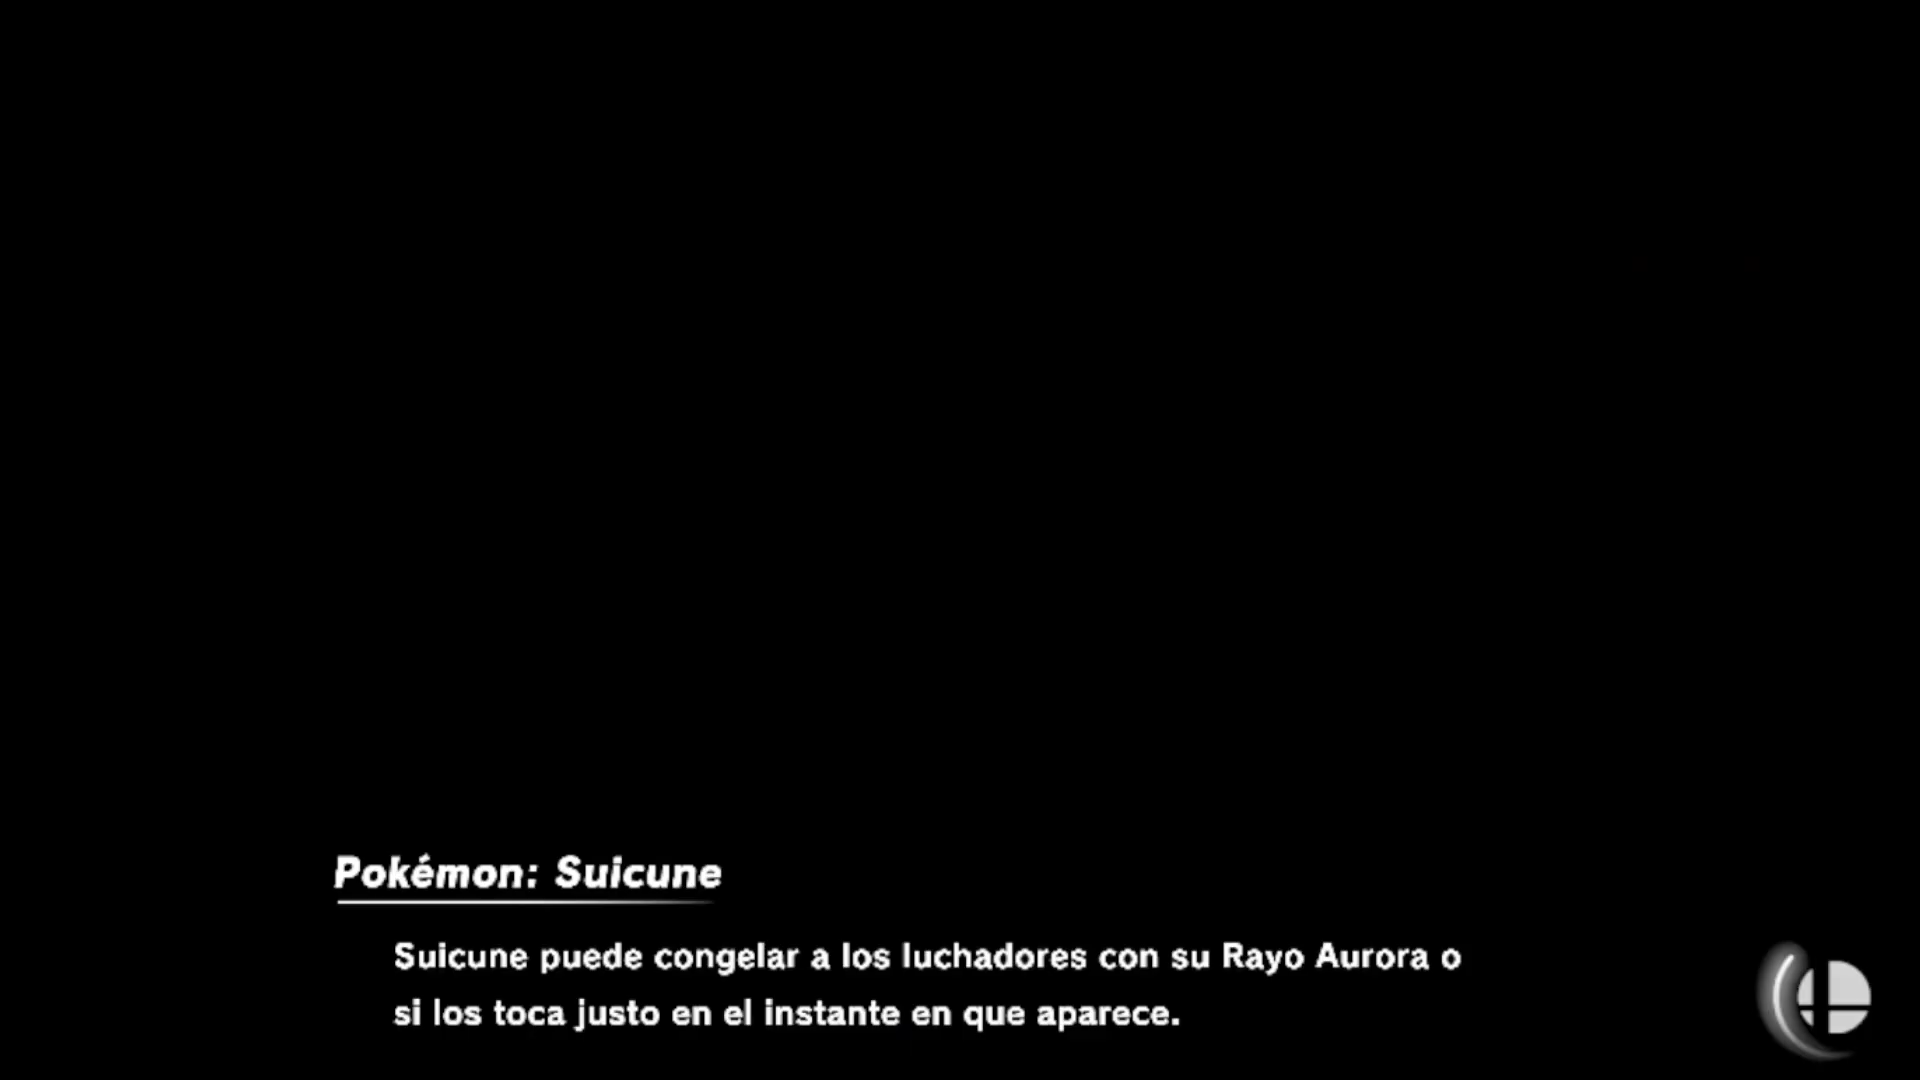 Pokémon: Suicune
Suicune puede congelar a los luchadores con su Rayo Aurora o
si los toca justo en el instante en que aparece.